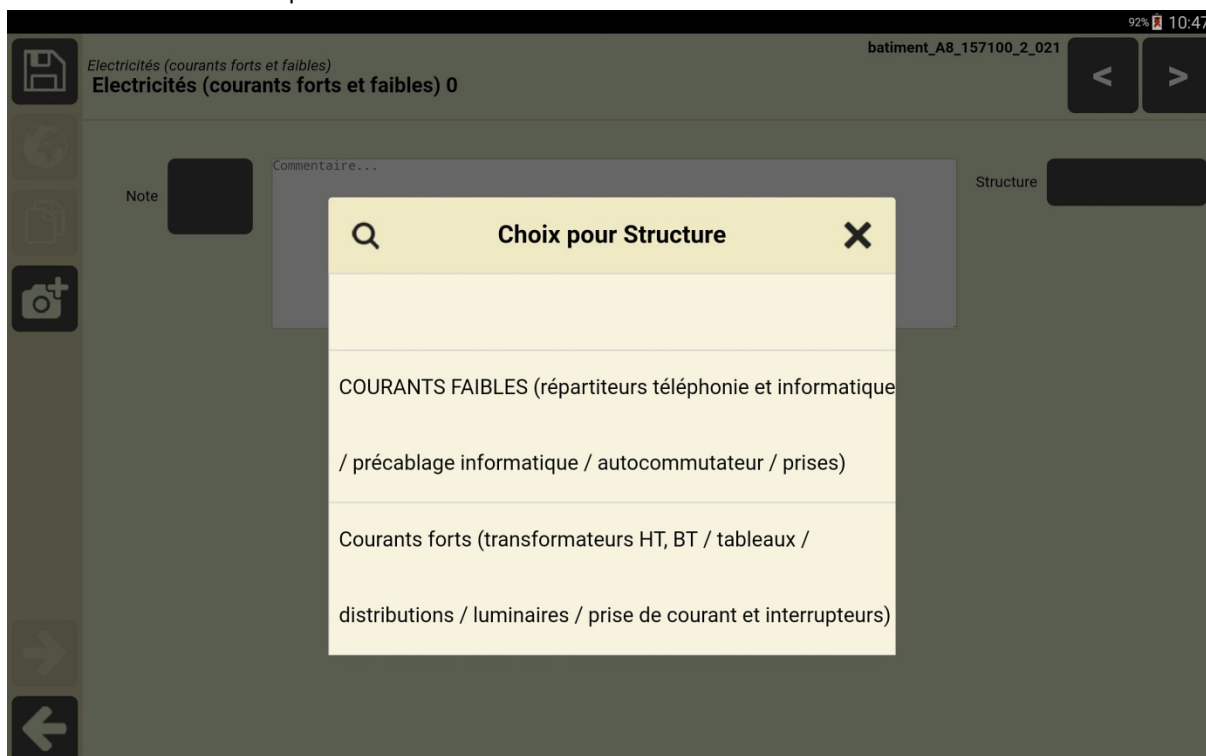 92% 10:47
batiment_A8_157100_2_021
Electricités (courants forts et faibles)
Electricités (courants forts et faibles) 0
< >
Commentaire...
Note
Structure
Choix pour Structure
COURANTS FAIBLES (répartiteurs téléphonie et informatique
/ précablage informatique / autocommutateur / prises)
Courants forts (transformateurs HT, BT / tableaux /
distributions / luminaires / prise de courant et interrupteurs)